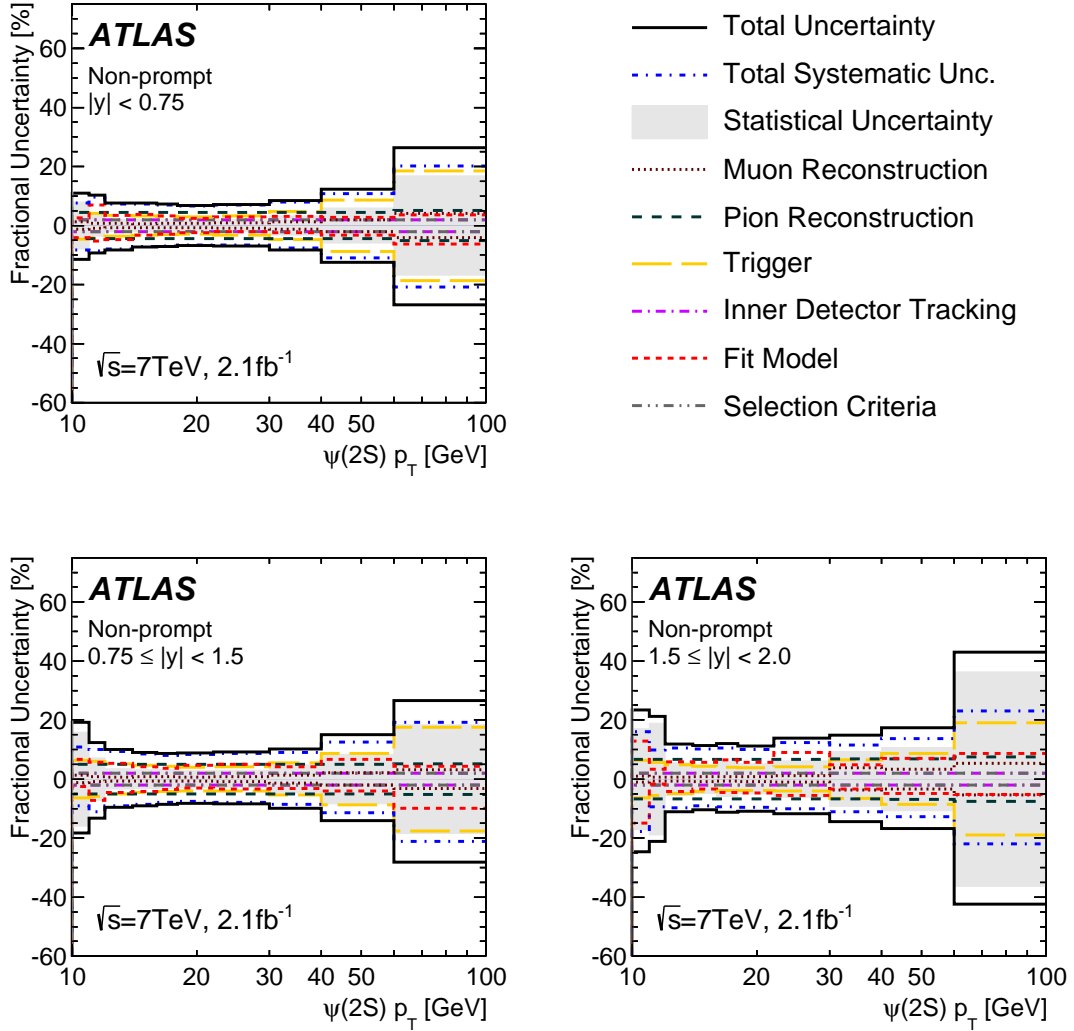 ATLAS
Non-prompt
|y| < 0.75
√s=7TeV, 2.1fb⁻¹
Fractional Uncertainty [%]
60
40
20
0
-20
-40
-60
10 20 30 40 50 100
ψ(2S) p_T [GeV]
Total Uncertainty
Total Systematic Unc.
Statistical Uncertainty
Muon Reconstruction
Pion Reconstruction
Trigger
Inner Detector Tracking
Fit Model
Selection Criteria
ATLAS
Non-prompt
0.75 ≤ |y| < 1.5
√s=7TeV, 2.1fb⁻¹
Fractional Uncertainty [%]
60
40
20
0
-20
-40
-60
10 20 30 40 50 100
ψ(2S) p_T [GeV]
ATLAS
Non-prompt
1.5 ≤ |y| < 2.0
√s=7TeV, 2.1fb⁻¹
Fractional Uncertainty [%]
60
40
20
0
-20
-40
-60
10 20 30 40 50 100
ψ(2S) p_T [GeV]